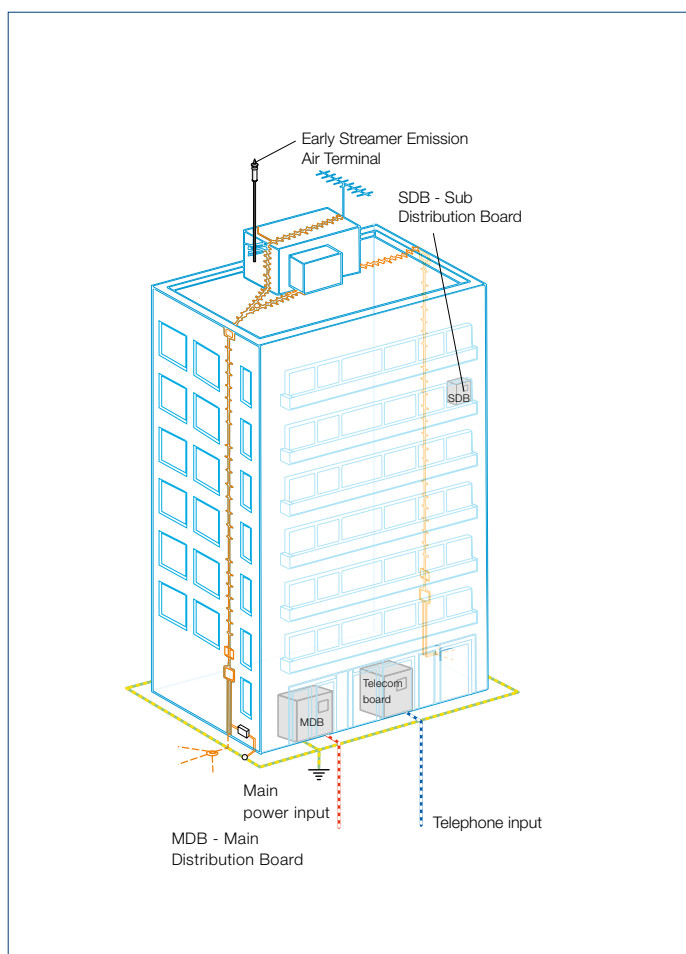 Early Streamer Emission
Air Terminal
SDB - Sub
Distribution Board
SDB
Telecom
board
MDB
Main
power input
Telephone input
MDB - Main
Distribution Board